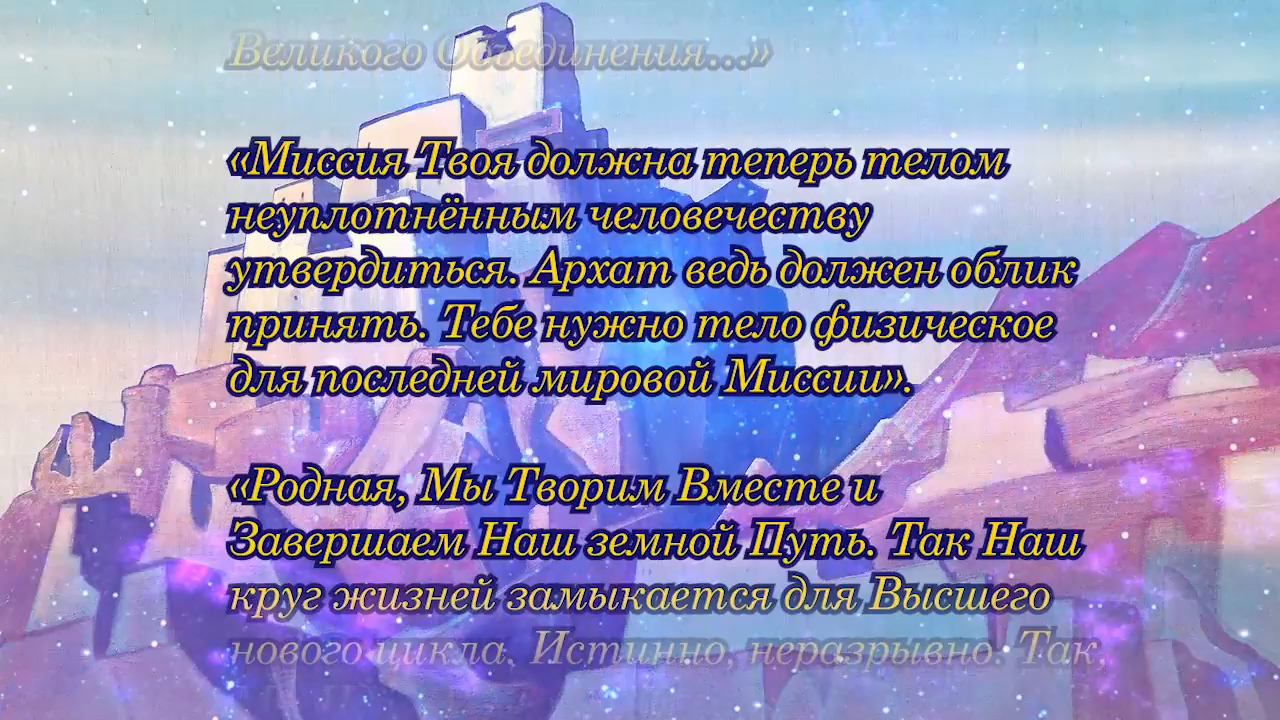 Великого Объединения...»
«Миссия Твоя должна теперь телом
неуплотнённым человечеству
утвердиться. Архат ведь должен облик
принять. Тебе нужно тело физическое
для последней мировой Миссии».
«Родная, Мы Творим Вместе и
Завершаем Наш земной Путь. Так Наш
круг жизней замыкается для Высшего
нового цикла. Истинно, неразрывно. Так,